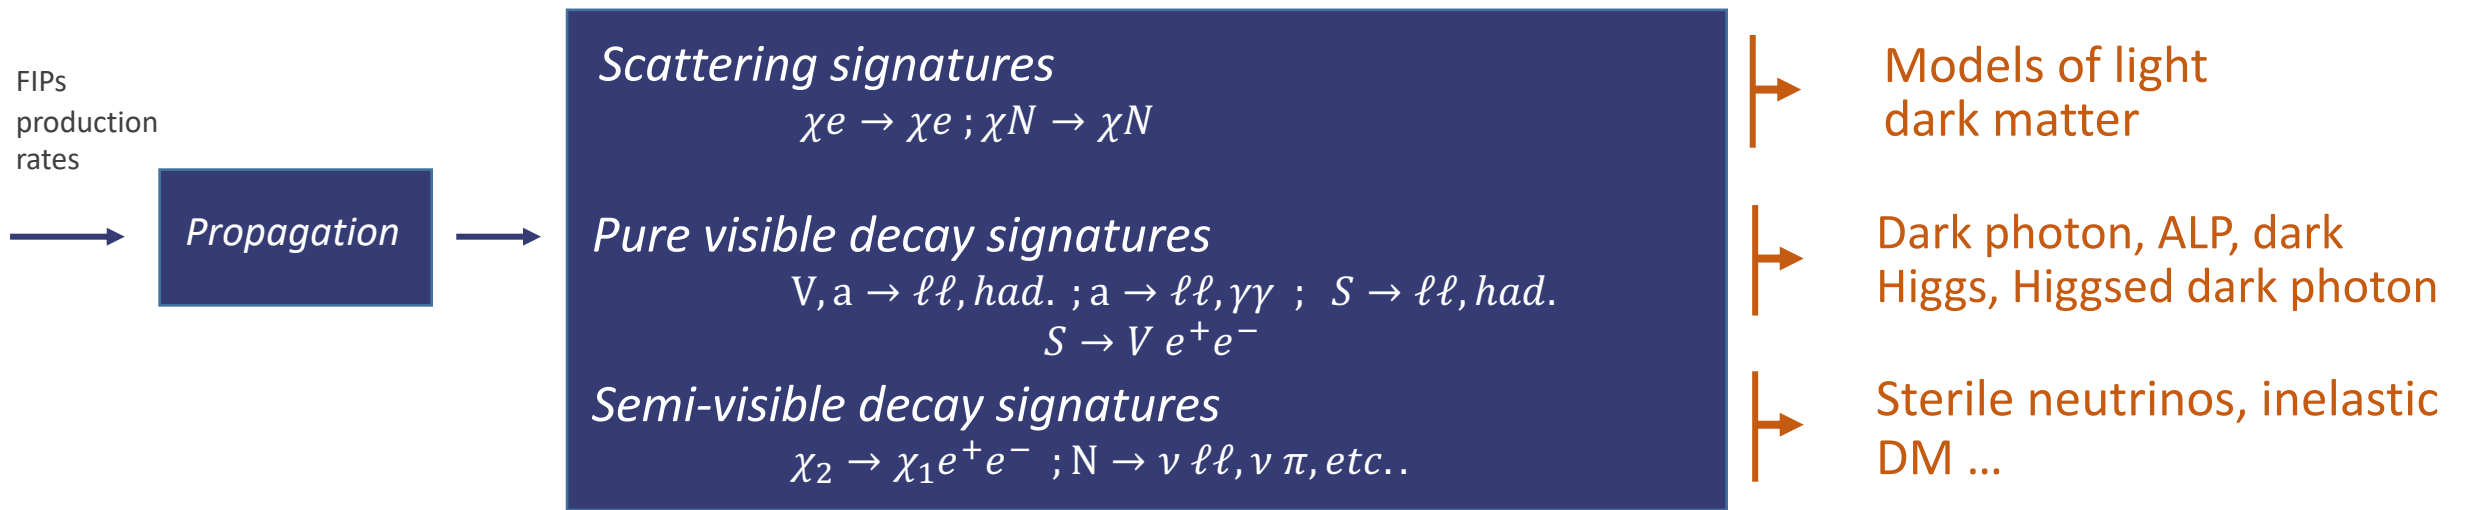 FIPs
production
rates
Propagation
Scattering signatures
χe → χe ; χN → χN
Pure visible decay signatures
V, a → ℓℓ, had. ; a → ℓℓ, γγ ; S → ℓℓ, had.
S → V e⁺e⁻
Semi-visible decay signatures
χ₂ → χ₁e⁺e⁻ ; N → ν ℓℓ, ν π, etc..
Models of light
dark matter
Dark photon, ALP, dark
Higgs, Higgsed dark photon
Sterile neutrinos, inelastic
DM ...